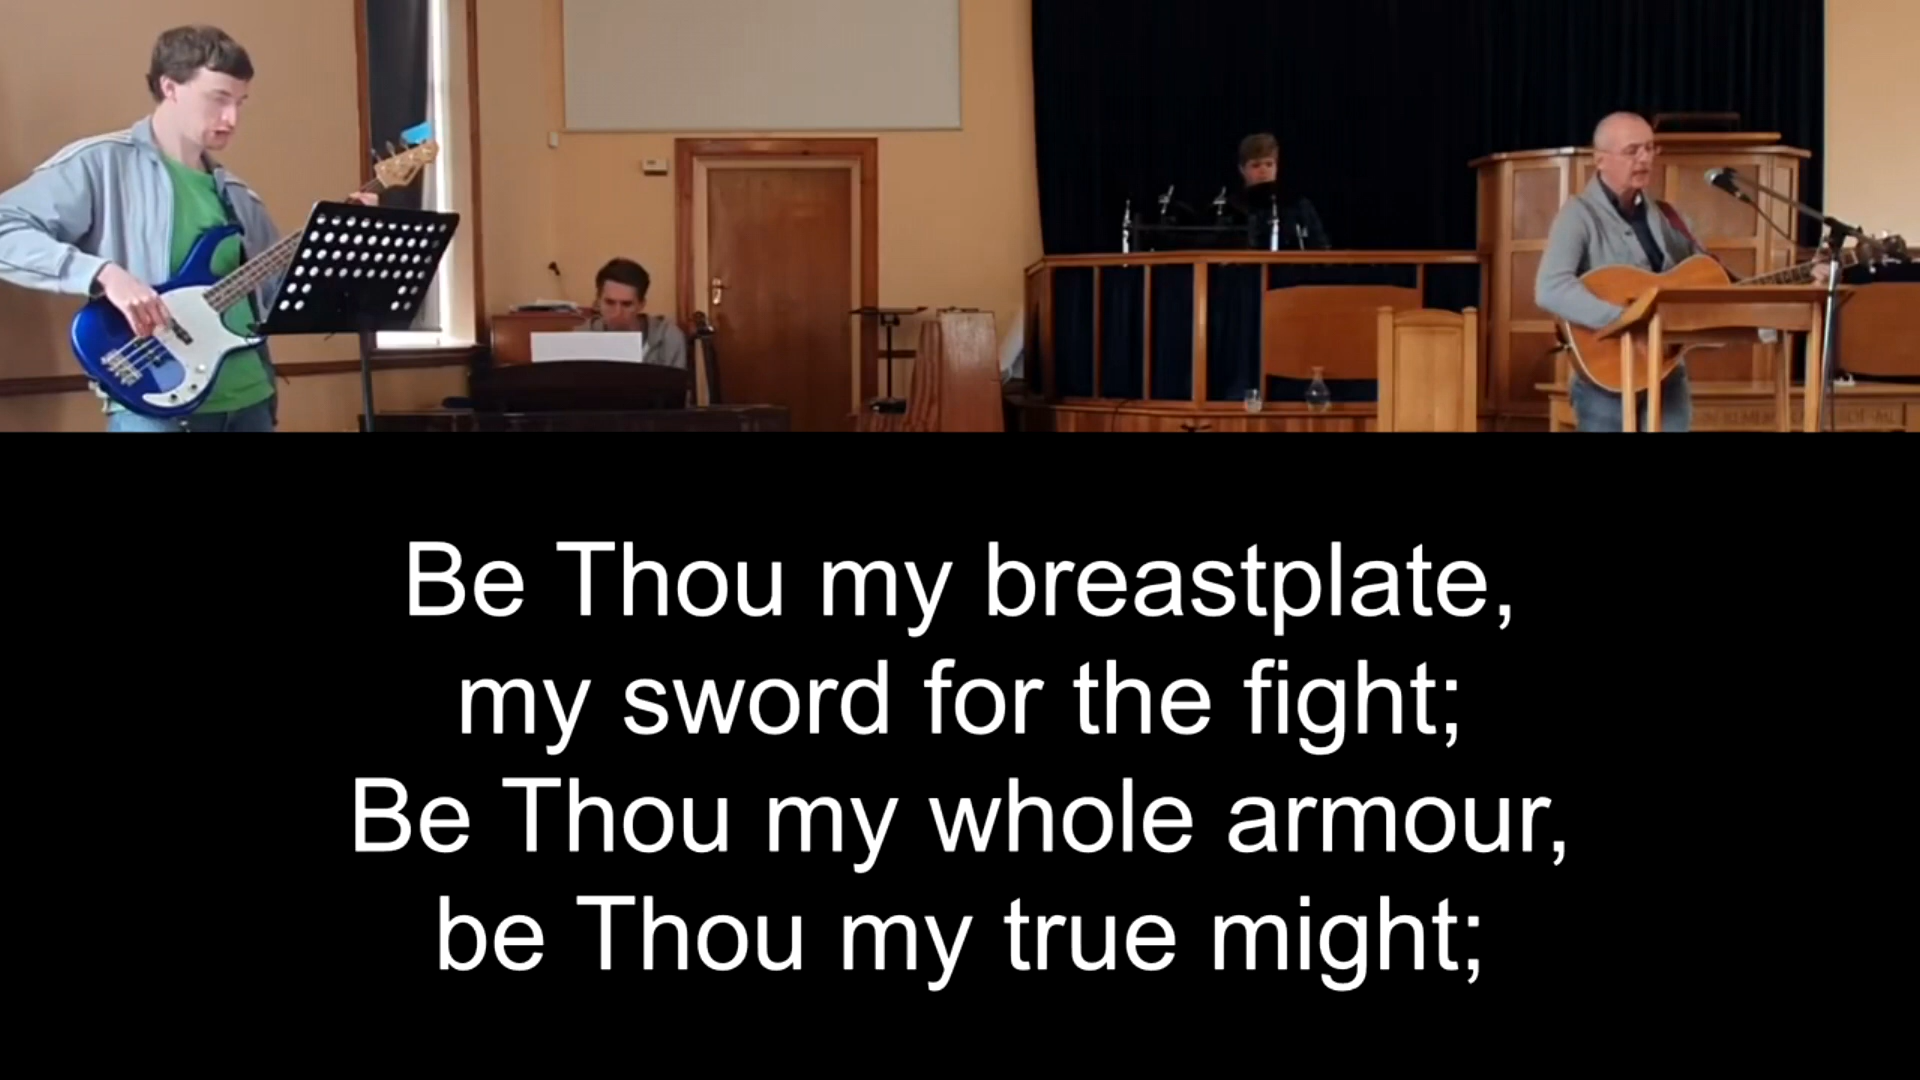 Be Thou my breastplate,
my sword for the fight;
Be Thou my whole armour,
be Thou my true might;